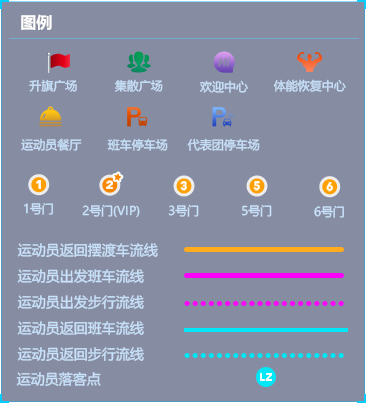 图例
升旗广场 集散广场 欢迎中心 体能恢复中心
P P
运动员餐厅 班车停车场 代表团停车场
1 2 3 5 6
1号门 2号门(VIP) 3号门 5号门 6号门
运动员返回摆渡车流线
运动员出发班车流线
运动员出发步行流线
运动员返回班车流线
运动员返回步行流线
运动员落客点 LZ